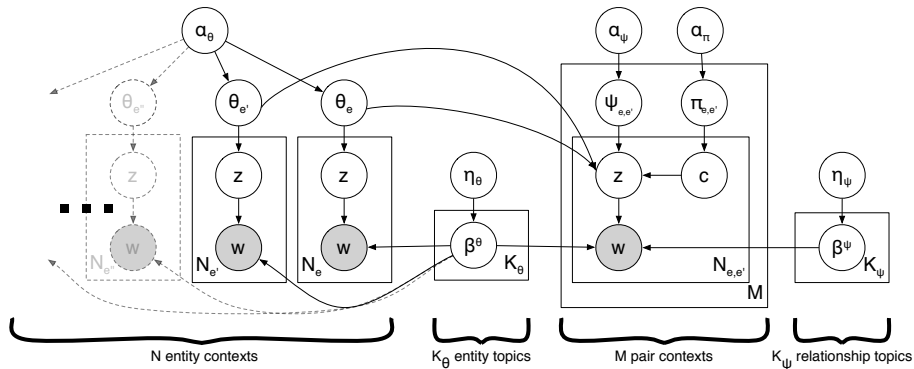 α_θ α_ψ α_π
θ_e'' θ_e' θ_e ψ_e,e' π_e,e'
z z z η_θ z c η_ψ
w w w β^θ w β^ψ
N_e'' N_e' N_e K_θ N_e,e' K_ψ
M
N entity contexts K_θ entity topics M pair contexts K_ψ relationship topics